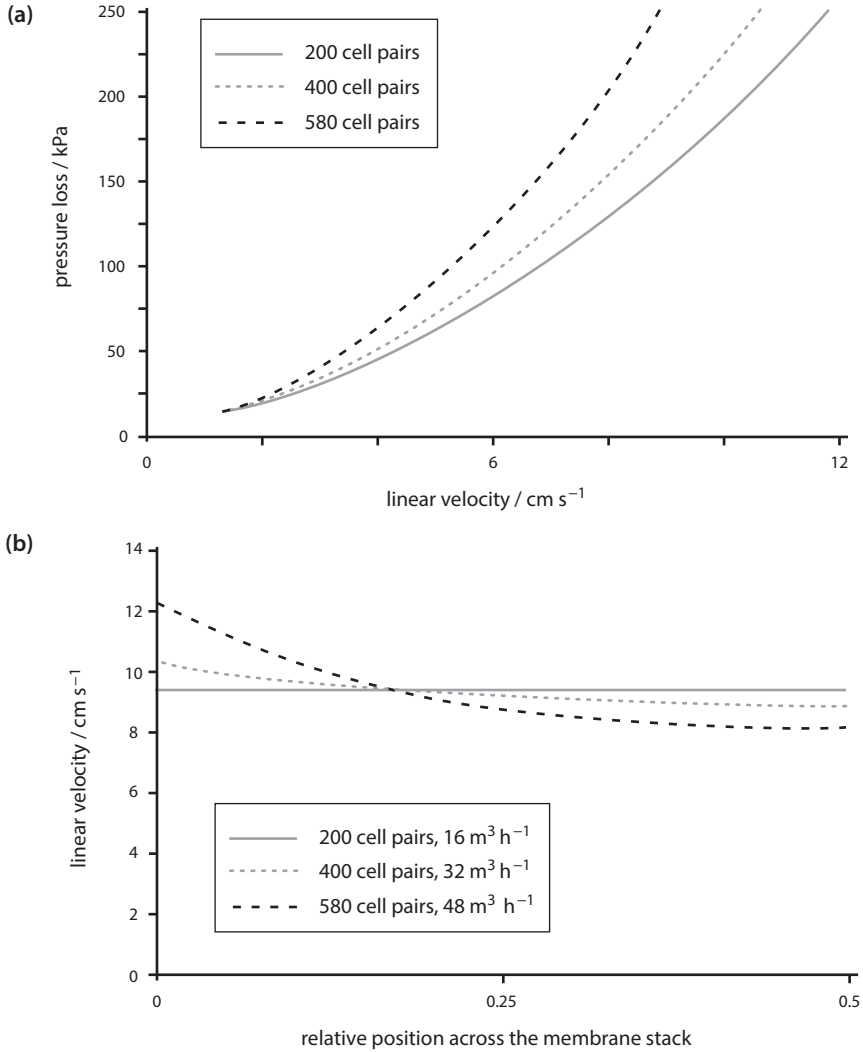 (a)
250
200
150
100
50
0
pressure loss / kPa
200 cell pairs
400 cell pairs
580 cell pairs
0
6
12
linear velocity / cm s⁻¹
(b)
14
12
10
8
6
4
2
0
linear velocity / cm s⁻¹
200 cell pairs, 16 m³ h⁻¹
400 cell pairs, 32 m³ h⁻¹
580 cell pairs, 48 m³ h⁻¹
0
0.25
0.5
relative position across the membrane stack